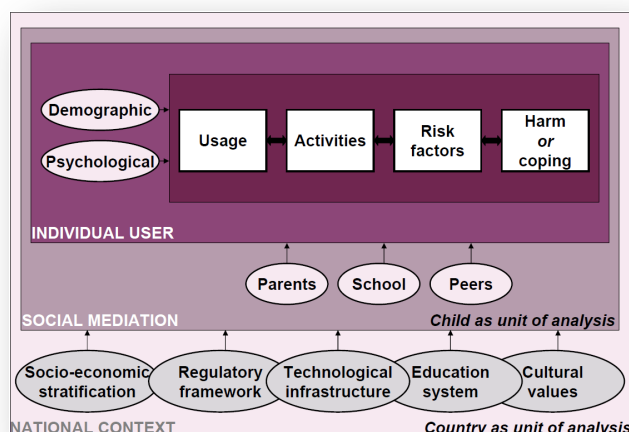 Demographic
Psychological
Usage
Activities
Risk
factors
Harm
or
coping
INDIVIDUAL USER
Parents
School
Peers
SOCIAL MEDIATION
Child as unit of analysis
Socio-economic
stratification
Regulatory
framework
Technological
infrastructure
Education
system
Cultural
values
NATIONAL CONTEXT
Country as unit of analysis